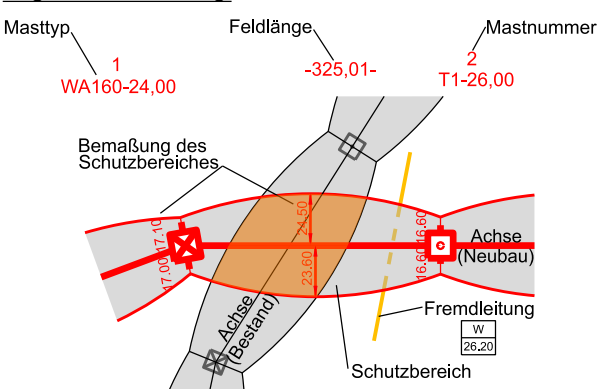 Masttyp
Feldlänge
Mastnummer
1
WA160-24,00
-325,01-
2
T1-26,00
Bemaßung des
Schutzbereiches
17.10
17.00
24.50
23.60
16.60
16.60
Achse
(Neubau)
Achse
(Bestand)
Fremdleitung
W
26.20
Schutzbereich